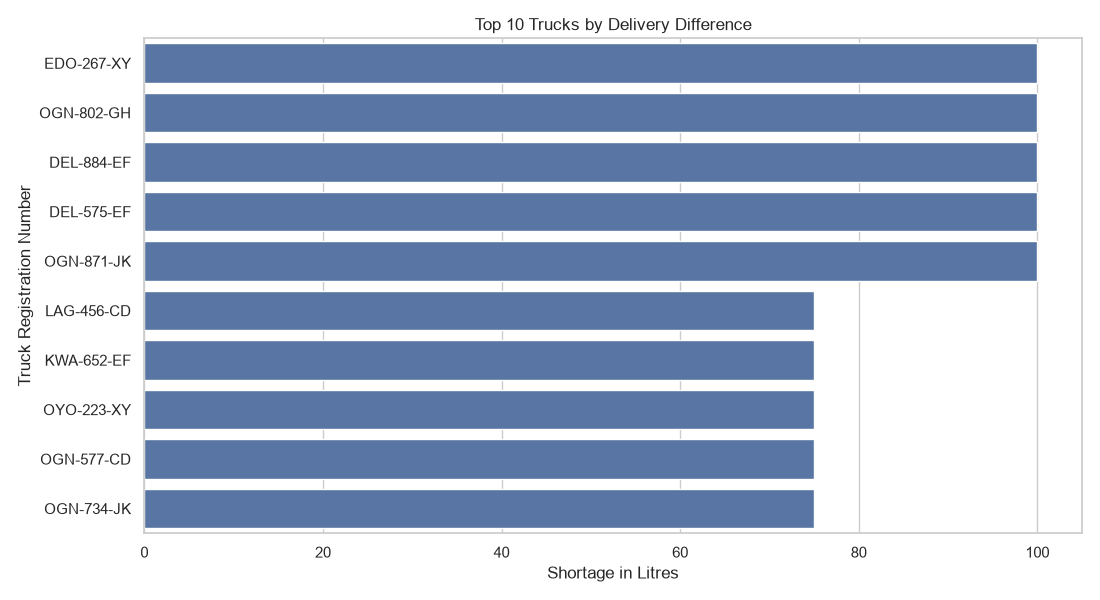 Top 10 Trucks by Delivery Difference
Truck Registration Number
EDO-267-XY
OGN-802-GH
DEL-884-EF
DEL-575-EF
OGN-871-JK
LAG-456-CD
KWA-652-EF
OYO-223-XY
OGN-577-CD
OGN-734-JK
0 20 40 60 80 100
Shortage in Litres